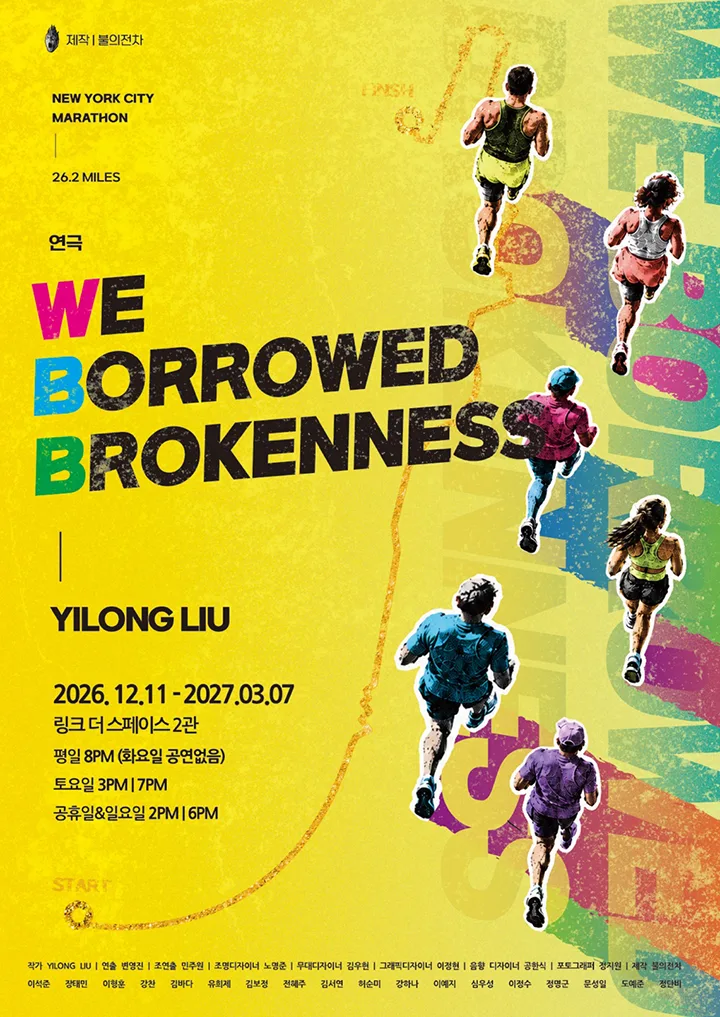 제작 | 불의전차
NEW YORK CITY
MARATHON
26.2 MILES
연극
WE
BORROWED
BROKENNESS
YILONG LIU
2026. 12.11 - 2027.03.07
링크 더 스페이스 2관
평일 8PM (화요일 공연없음)
토요일 3PM | 7PM
공휴일&일요일 2PM | 6PM
FINSH
START
WE BORROWED
BROKENNESS
작가 YILONG LIU | 연출 변영진 | 조연출 민주원 | 조명디자이너 노명준 | 무대디자이너 김우현 | 그래픽디자이너 이정현 | 음향 디자이너 공한식 | 포토그래퍼 정지원 | 제작 불의전차
이석준 장태민 이형훈 강찬 김바다 유희제 김보정 전혜주 김서연 허순미 강하나 이예지 심우성 이정수 정명군 문성일 도예준 정단비